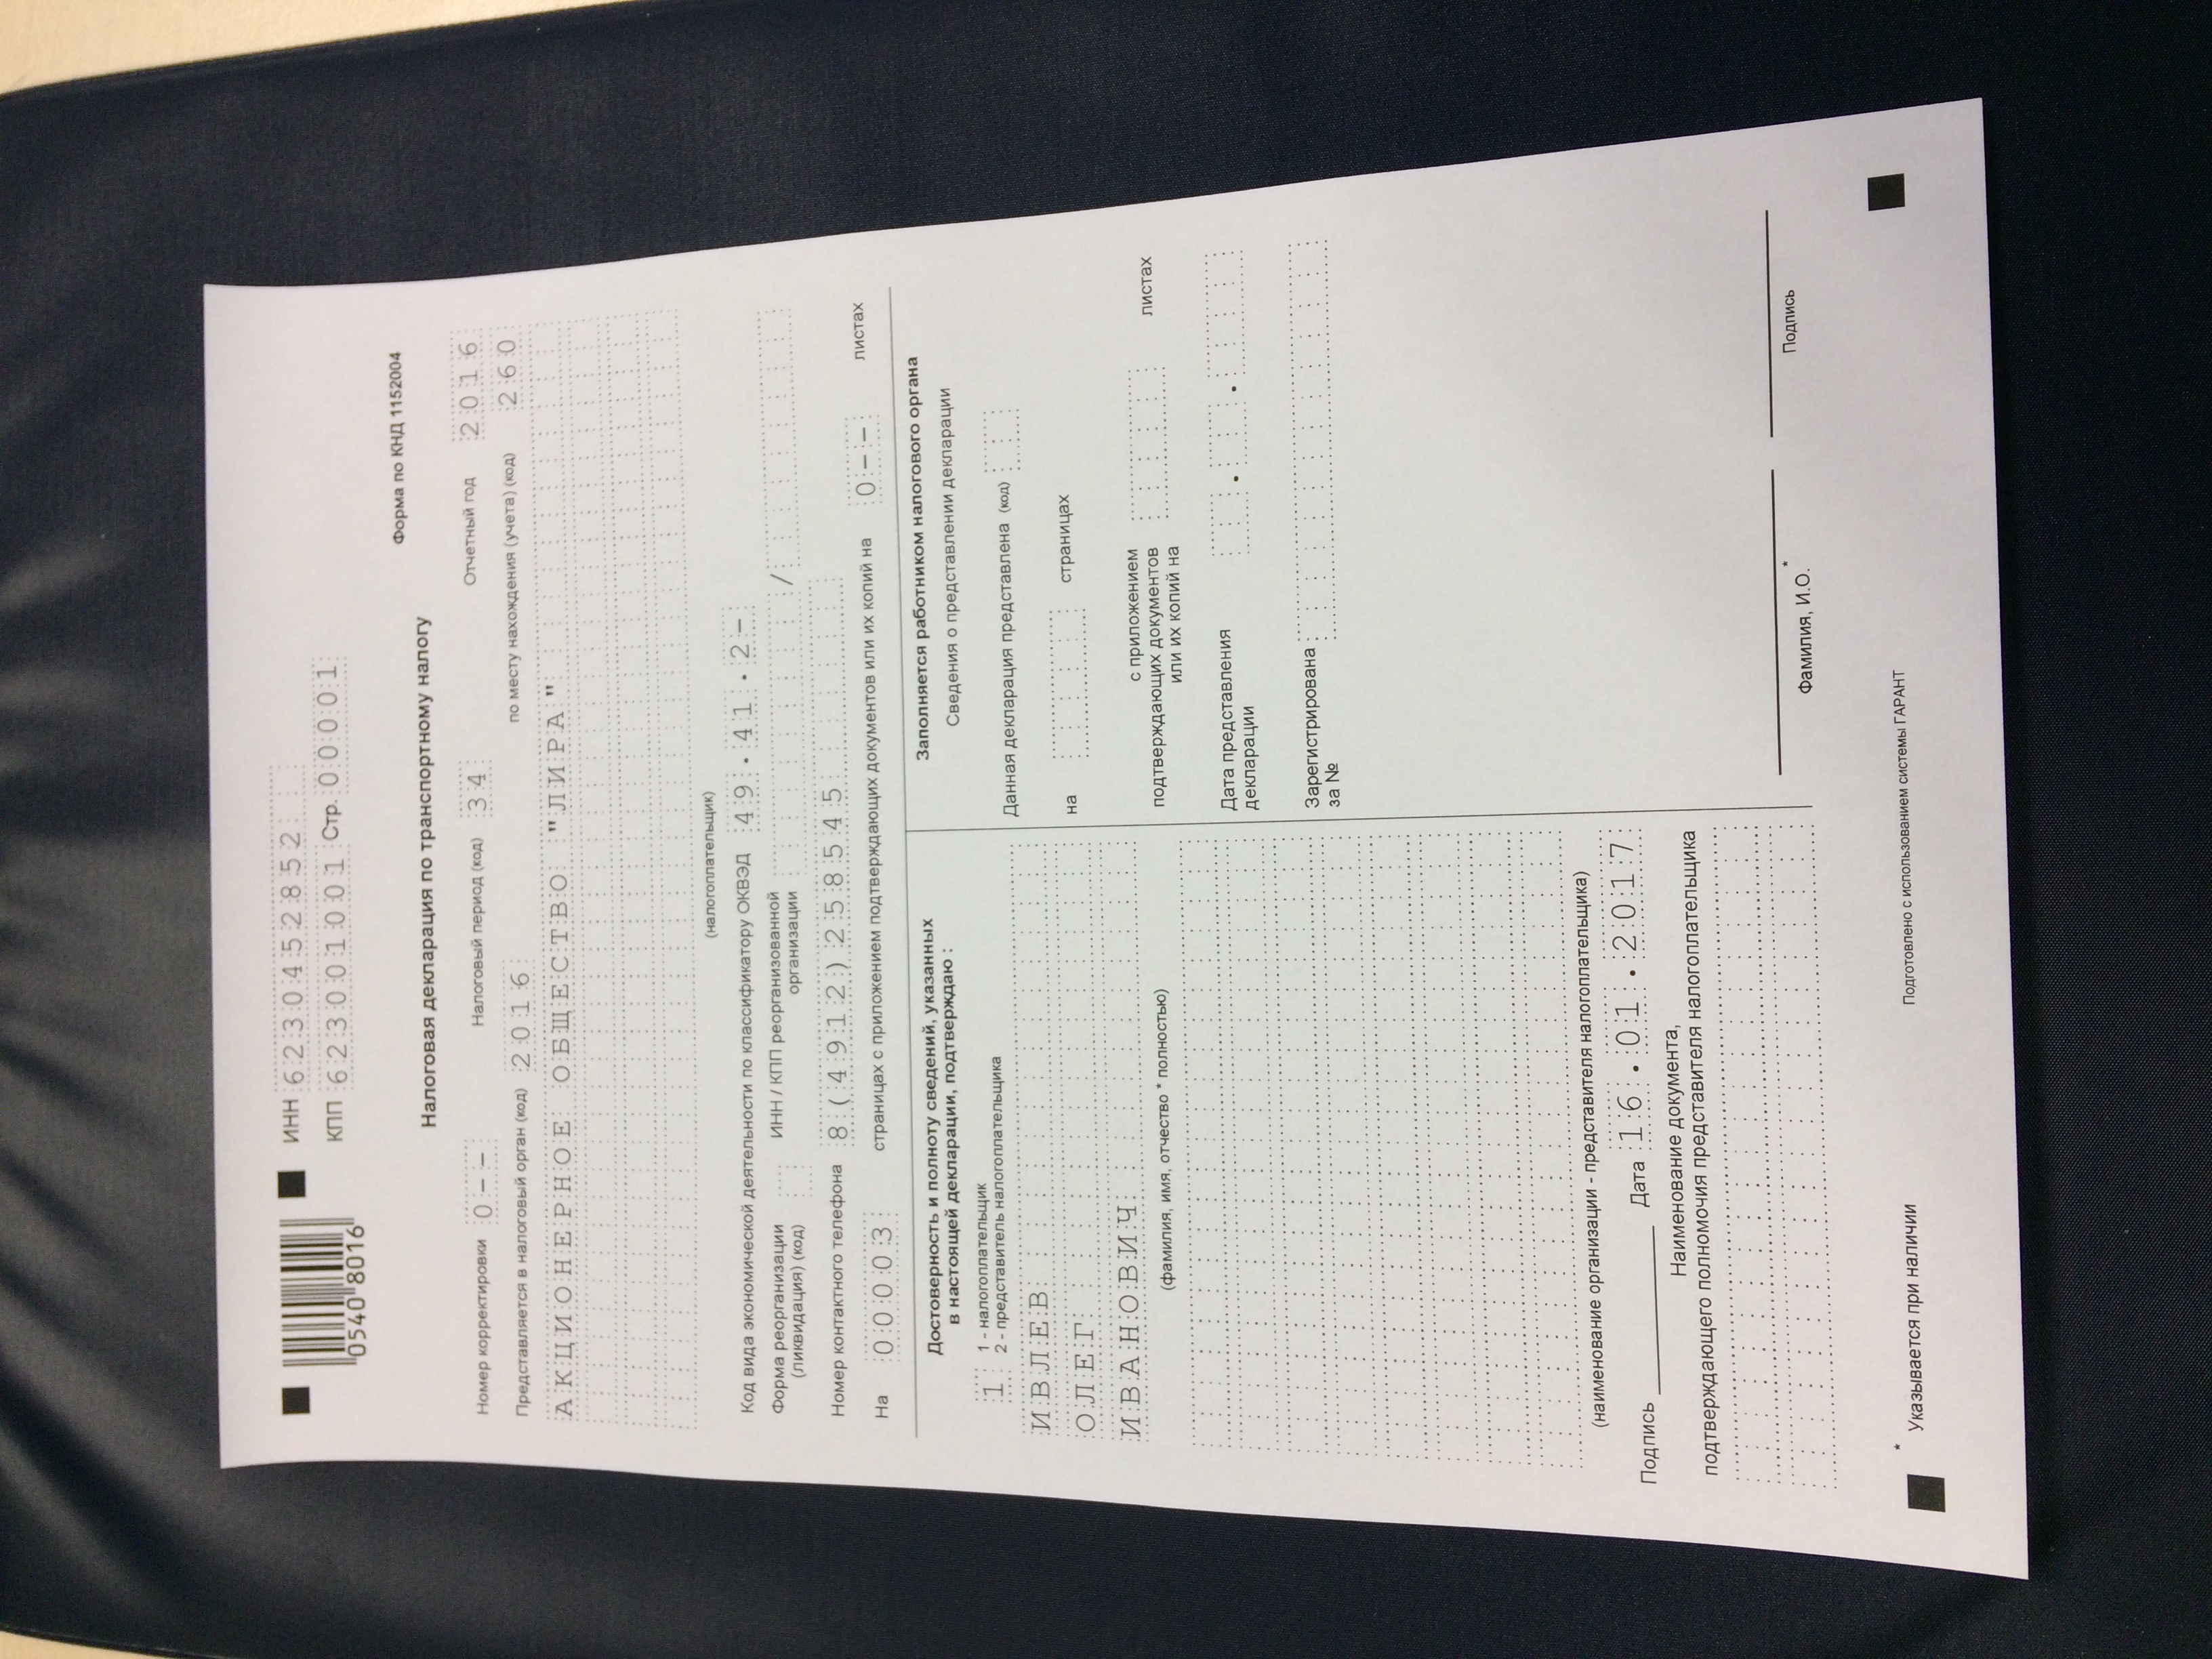 ИНН 6230452852
0540 8016
КПП 623001001 Стр. 00001
Форма по КНД 1152004
Налоговая декларация по транспортному налогу
Номер корректировки 0-- Налоговый период (код) 34 Отчетный год 2016
Представляется в налоговый орган (код) 2016 по месту нахождения (учета) (код) 260
АКЦИОНЕРНОЕ ОБЩЕСТВО "ЛИРА"
(налогоплательщик)
Код вида экономической деятельности по классификатору ОКВЭД 49.41.2-
Форма реорганизации ИНН / КПП реорганизованной /
(ликвидация) (код) организации
Номер контактного телефона 8(4912)258545
На 00003 страницах с приложением подтверждающих документов или их копий на 0-- листах
Достоверность и полноту сведений, указанных
в настоящей декларации, подтверждаю :
1 1 - налогоплательщик
2 - представитель налогоплательщика
ИВЛЕВ
ОЛЕГ
ИВАНОВИЧ
(фамилия, имя, отчество * полностью)
(наименование организации - представителя налогоплательщика)
Подпись Дата 16.01.2017
Наименование документа,
подтверждающего полномочия представителя налогоплательщика
Заполняется работником налогового органа
Сведения о представлении декларации
Данная декларация представлена (код)
на страницах
с приложением
подтверждающих документов листах
или их копий на
Дата представления . .
декларации
Зарегистрирована
за №
Фамилия, И.О. * Подпись
* Указывается при наличии
Подготовлено с использованием системы ГАРАНТ